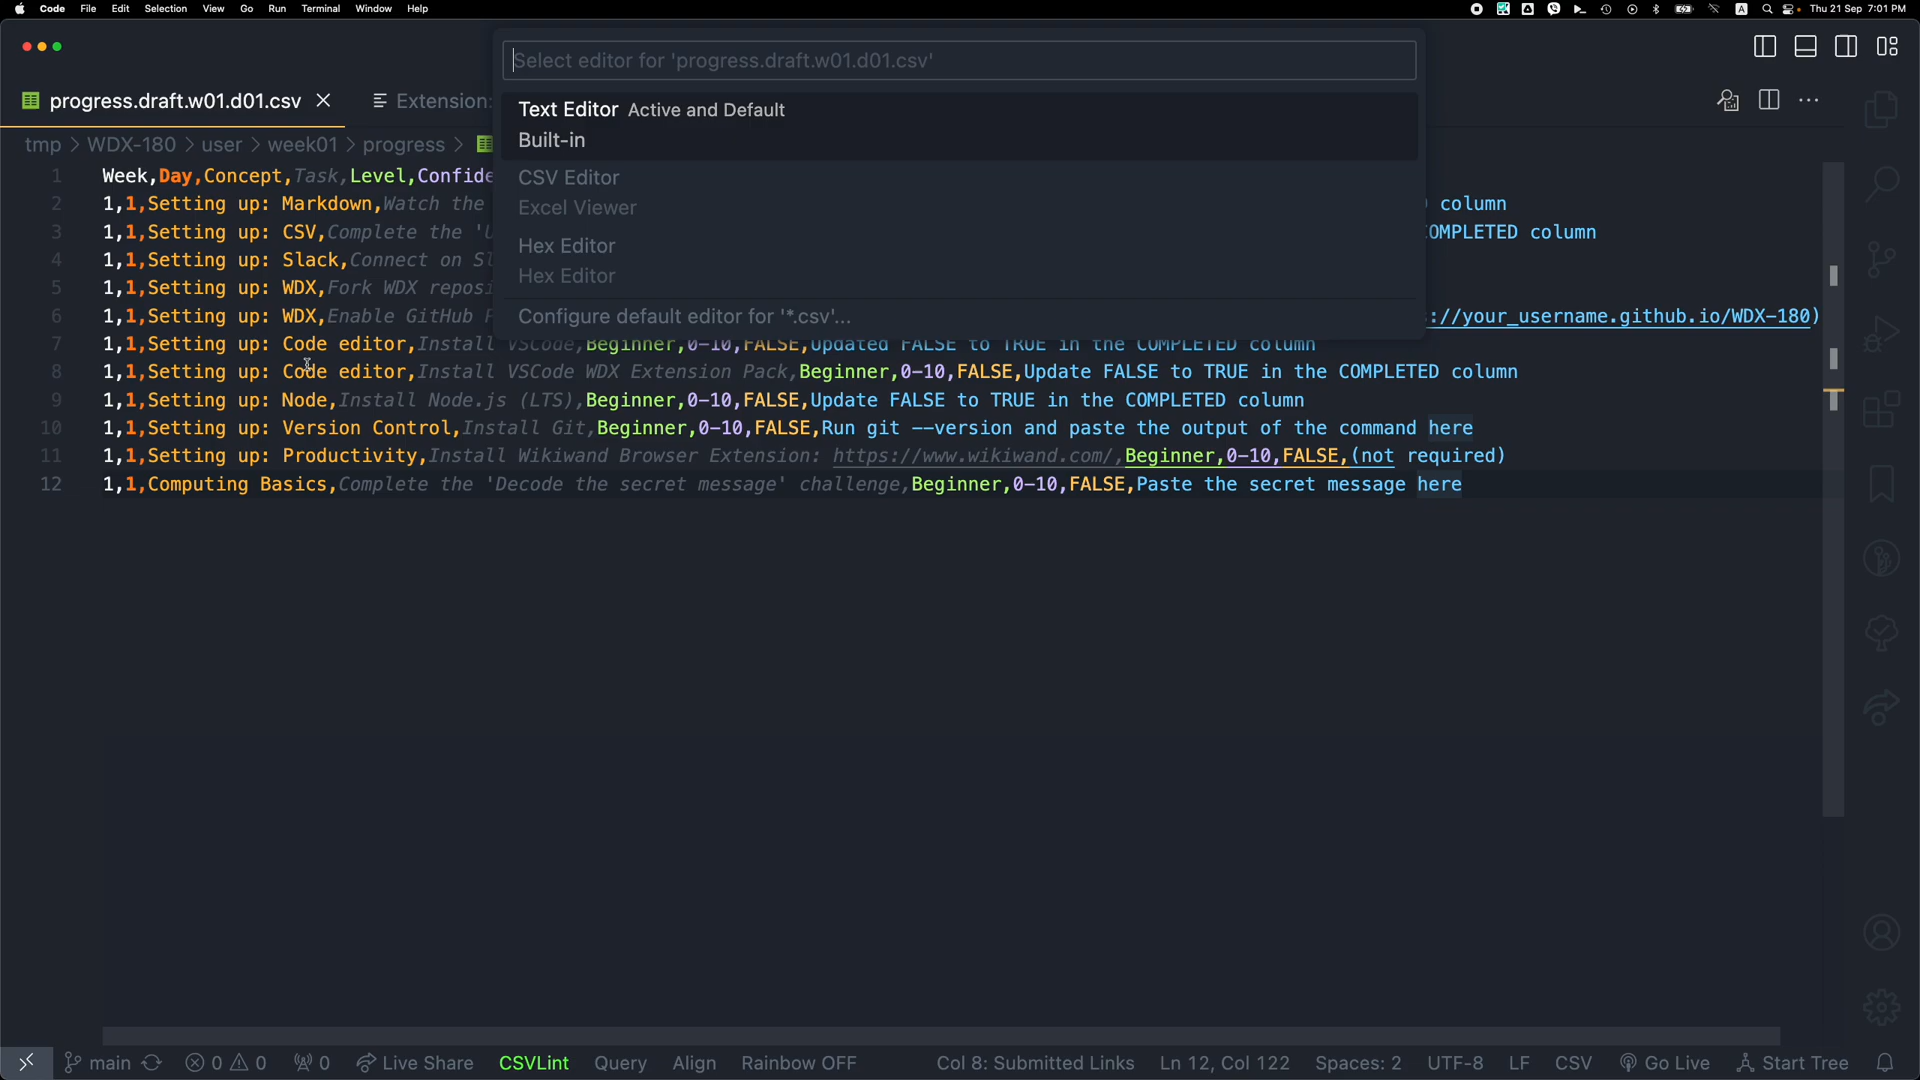 Code File Edit Selection View Go Run Terminal Window Help
Thu 21 Sep 7:01 PM
Select editor for 'progress.draft.w01.d01.csv'
progress.draft.w01.d01.csv
Extension:
Text Editor Active and Default
Built-in
CSV Editor
Excel Viewer
Hex Editor
Hex Editor
Configure default editor for '*.csv'...
tmp > WDX-180 > user > week01 > progress >
1 Week,Day,Concept,Task,Level,Confide
2 1,1,Setting up: Markdown,Watch the column
3 1,1,Setting up: CSV,Complete the 'U OMPLETED column
4 1,1,Setting up: Slack,Connect on Sl
5 1,1,Setting up: WDX,Fork WDX reposi
6 1,1,Setting up: WDX,Enable GitHub P ://your_username.github.io/WDX-180)
7 1,1,Setting up: Code editor,Install VSCode,Beginner,0-10,FALSE,Updated FALSE to TRUE in the COMPLETED column
8 1,1,Setting up: Code editor,Install VSCode WDX Extension Pack,Beginner,0-10,FALSE,Update FALSE to TRUE in the COMPLETED column
9 1,1,Setting up: Node,Install Node.js (LTS),Beginner,0-10,FALSE,Update FALSE to TRUE in the COMPLETED column
10 1,1,Setting up: Version Control,Install Git,Beginner,0-10,FALSE,Run git --version and paste the output of the command here
11 1,1,Setting up: Productivity,Install Wikiwand Browser Extension: https://www.wikiwand.com/,Beginner,0-10,FALSE,(not required)
12 1,1,Computing Basics,Complete the 'Decode the secret message' challenge,Beginner,0-10,FALSE,Paste the secret message here
main 0 0 0 Live Share CSVLint Query Align Rainbow OFF Col 8: Submitted Links Ln 12, Col 122 Spaces: 2 UTF-8 LF CSV Go Live Start Tree